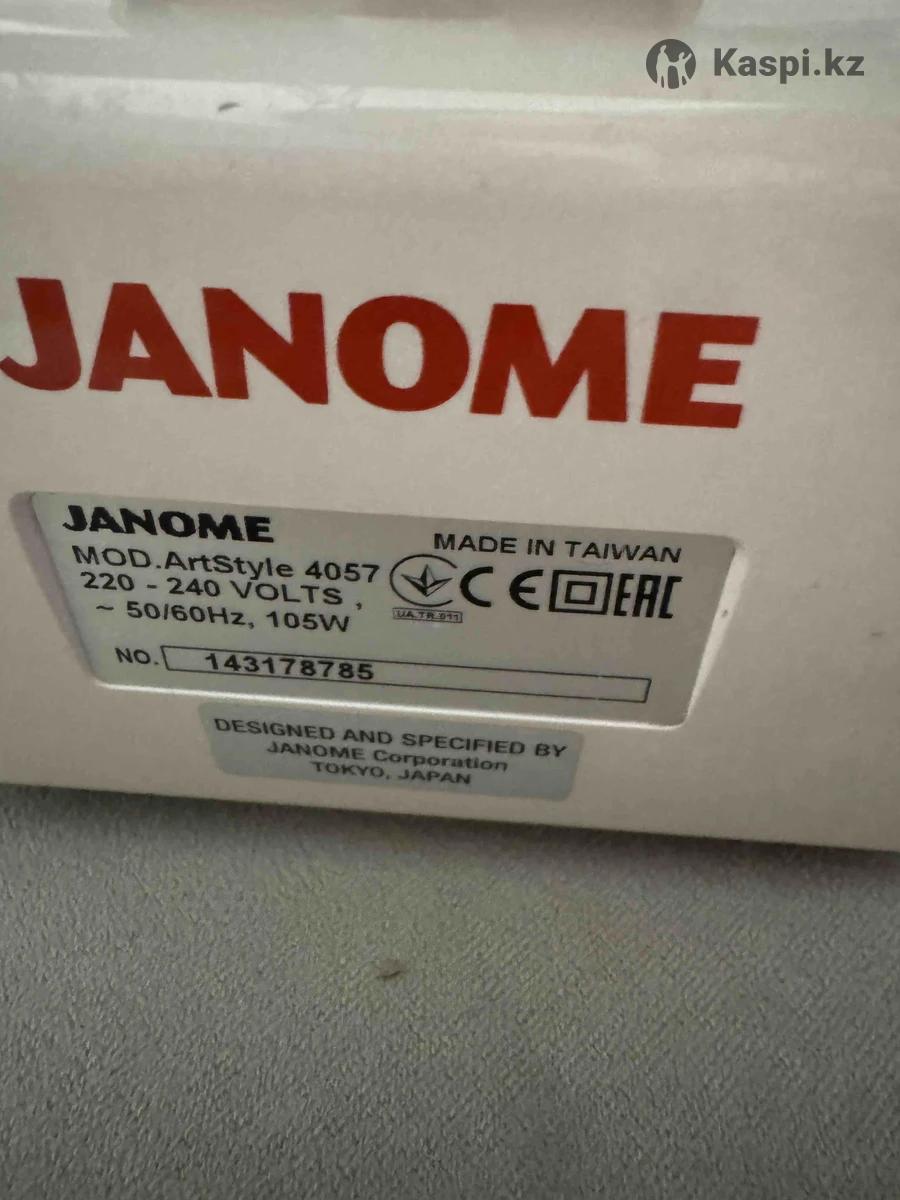 Kaspi.kz
JANOME
JANOME
MADE IN TAIWAN
MOD.ArtStyle 4057
220 - 240 VOLTS ,
~ 50/60Hz, 105W
UA.TR.011
CE EAC
NO. 143178785
DESIGNED AND SPECIFIED BY
JANOME Corporation
TOKYO, JAPAN